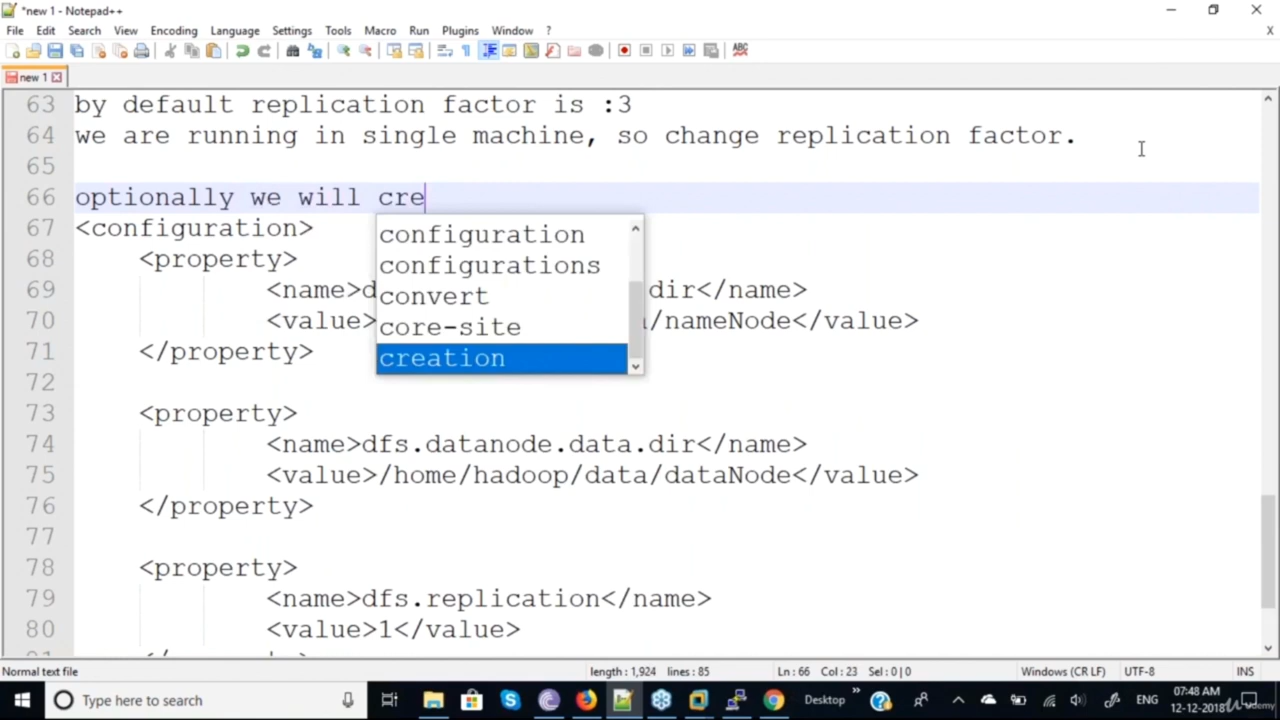 *new 1 - Notepad++
File Edit Search View Encoding Language Settings Tools Macro Run Plugins Window ?
X
new 1
63 by default replication factor is :3
64 we are running in single machine, so change replication factor.
65
66 optionally we will cre
67 <configuration>
configuration
68 <property>
configurations
69 <name>d dir</name>
convert
70 <value> /nameNode</value>
core-site
71 </property>
creation
72
73 <property>
74 <name>dfs.datanode.data.dir</name>
75 <value>/home/hadoop/data/dataNode</value>
76 </property>
77
78 <property>
79 <name>dfs.replication</name>
80 <value>1</value>
Normal text file length : 1,924 lines : 85 Ln : 66 Col : 23 Sel : 0 | 0 Windows (CR LF) UTF-8 INS
Type here to search Desktop ENG 07:48 AM
12-12-2018
Udemy